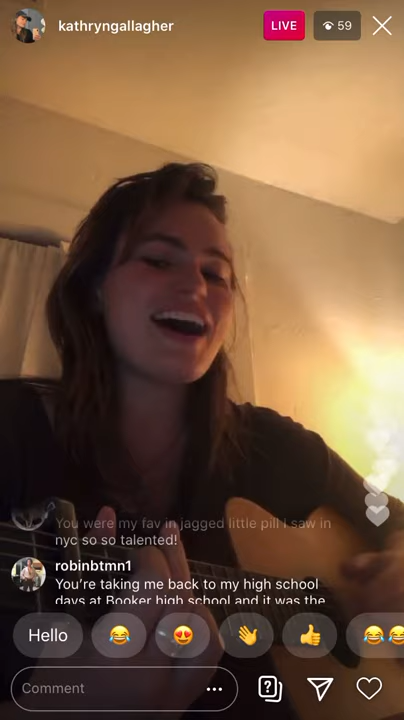 kathryngallagher
LIVE
59
You were my fav in jagged little pill I saw in
nyc so so talented!
robinbtmn1
You're taking me back to my high school
days at Booker high school and it was the
Hello
Comment